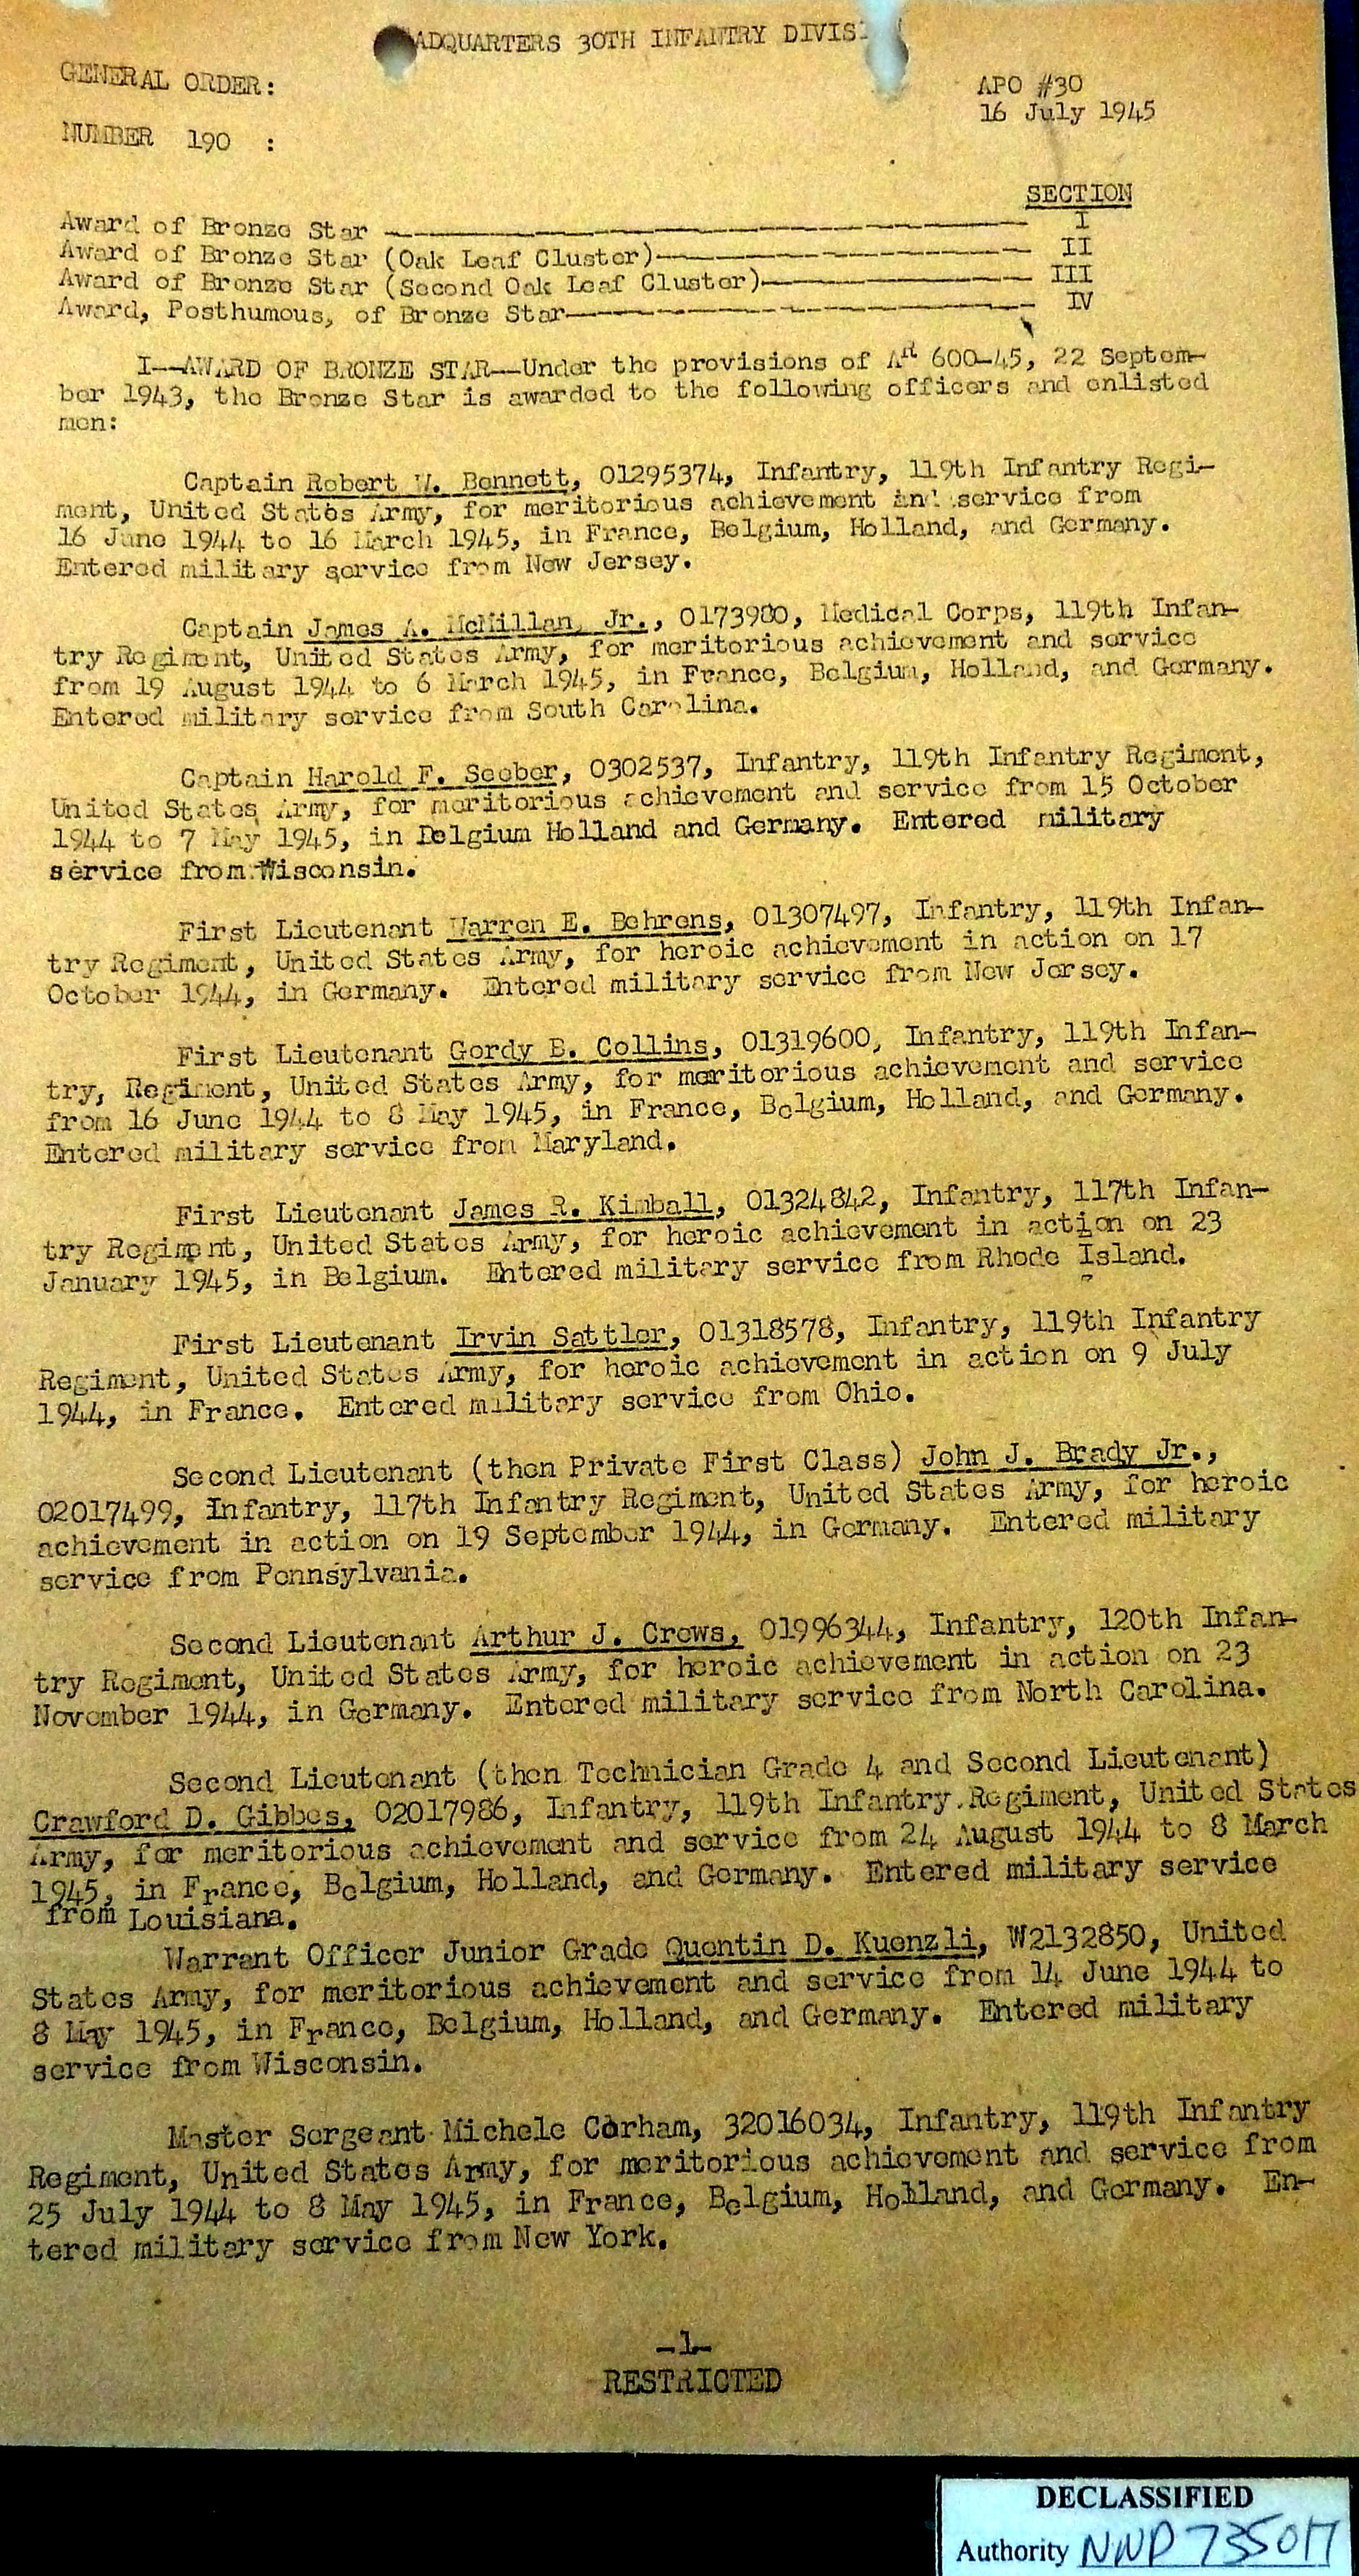 ADQUARTERS 30TH INFANTRY DIVIS
GENERAL ORDER:
APO #30
16 July 1945
NUMBER 190 :
SECTION
Award of Bronze Star -------------------- I
Award of Bronze Star (Oak Leaf Cluster)-------------------- II
Award of Bronze Star (Second Oak Leaf Cluster)-------------------- III
Award, Posthumous, of Bronze Star-------------------- IV
I--AWARD OF BRONZE STAR--Under the provisions of AR 600-45, 22 Septem-
ber 1943, the Bronze Star is awarded to the following officers and enlisted
men:
Captain Robert W. Bennett, 01295374, Infantry, 119th Infantry Regi-
ment, United States Army, for meritorious achievement and service from
16 June 1944 to 16 March 1945, in France, Belgium, Holland, and Germany.
Entered military service from New Jersey.
Captain James A. McMillan, Jr., 0173980, Medical Corps, 119th Infan-
try Regiment, United States Army, for meritorious achievement and service
from 19 August 1944 to 6 March 1945, in France, Belgium, Holland, and Germany.
Entered military service from South Carolina.
Captain Harold F. Seeber, 0302537, Infantry, 119th Infantry Regiment,
United States Army, for meritorious achievement and service from 15 October
1944 to 7 May 1945, in Belgium Holland and Germany. Entered military
service from Wisconsin.
First Lieutenant Warren E. Behrens, 01307497, Infantry, 119th Infan-
try Regiment, United States Army, for heroic achievement in action on 17
October 1944, in Germany. Entered military service from New Jersey.
First Lieutenant Gordy B. Collins, 01319600, Infantry, 119th Infan-
try, Regiment, United States Army, for meritorious achievement and service
from 16 June 1944 to 8 May 1945, in France, Belgium, Holland, and Germany.
Entered military service from Maryland.
First Lieutenant James R. Kimball, 01324842, Infantry, 117th Infan-
try Regiment, United States Army, for heroic achievement in action on 23
January 1945, in Belgium. Entered military service from Rhode Island.
First Lieutenant Irvin Sattler, 01318578, Infantry, 119th Infantry
Regiment, United States Army, for heroic achievement in action on 9 July
1944, in France. Entered military service from Ohio.
Second Lieutenant (then Private First Class) John J. Brady Jr.,
02017499, Infantry, 117th Infantry Regiment, United States Army, for heroic
achievement in action on 19 September 1944, in Germany. Entered military
service from Pennsylvania.
Second Lieutenant Arthur J. Crews, 01996344, Infantry, 120th Infan-
try Regiment, United States Army, for heroic achievement in action on 23
November 1944, in Germany. Entered military service from North Carolina.
Second Lieutenant (then Technician Grade 4 and Second Lieutenant)
Crawford D. Gibbes, 02017986, Infantry, 119th Infantry Regiment, United States
Army, for meritorious achievement and service from 24 August 1944 to 8 March
1945, in France, Belgium, Holland, and Germany. Entered military service
from Louisiana.
Warrant Officer Junior Grade Quentin D. Kuenzli, W2132850, United
States Army, for meritorious achievement and service from 14 June 1944 to
8 May 1945, in France, Belgium, Holland, and Germany. Entered military
service from Wisconsin.
Master Sergeant Michele Corham, 32016034, Infantry, 119th Infantry
Regiment, United States Army, for meritorious achievement and service from
25 July 1944 to 8 May 1945, in France, Belgium, Holland, and Germany. En-
tered military service from New York.
-1-
RESTRICTED
DECLASSIFIED
Authority NND 735017